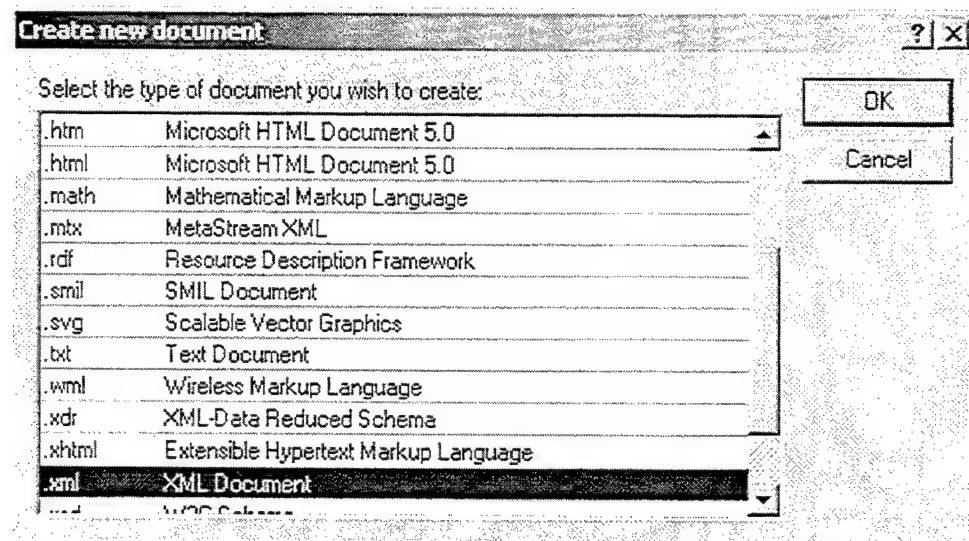 Create new document ? X
Select the type of document you wish to create:
OK
Cancel
.htm Microsoft HTML Document 5.0
.html Microsoft HTML Document 5.0
.math Mathematical Markup Language
.mtx MetaStream XML
.rdf Resource Description Framework
.smil SMIL Document
.svg Scalable Vector Graphics
.txt Text Document
.wml Wireless Markup Language
.xdr XML-Data Reduced Schema
.xhtml Extensible Hypertext Markup Language
.xml XML Document